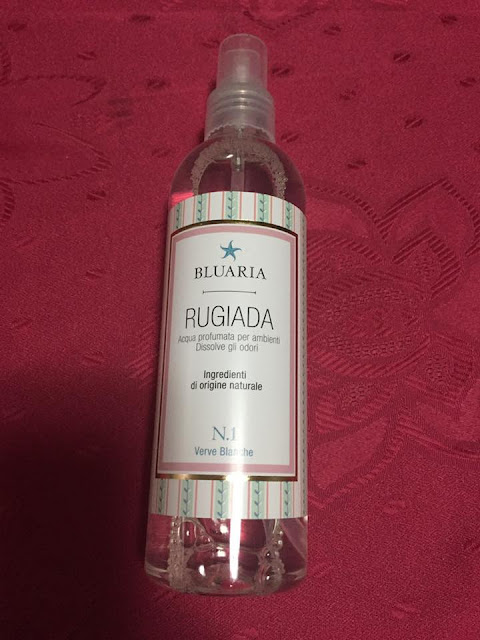 BLUARIA
RUGIADA
Acqua profumata per ambienti
Dissolve gli odori
Ingredienti
di origine naturale
N.1
Verve Blanche